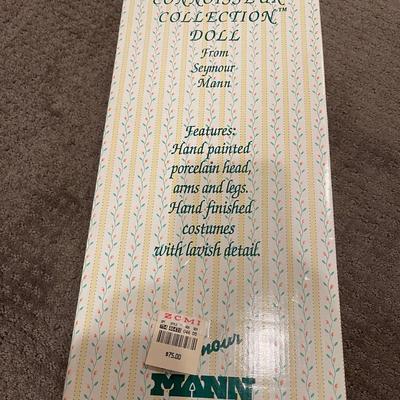 CONNOISSEUR
COLLECTION™
DOLL
From
Seymour
Mann
Features:
Hand painted
porcelain head,
arms and legs.
Hand finished
costumes
with lavish detail.
ZCMI
$75.00
MANN